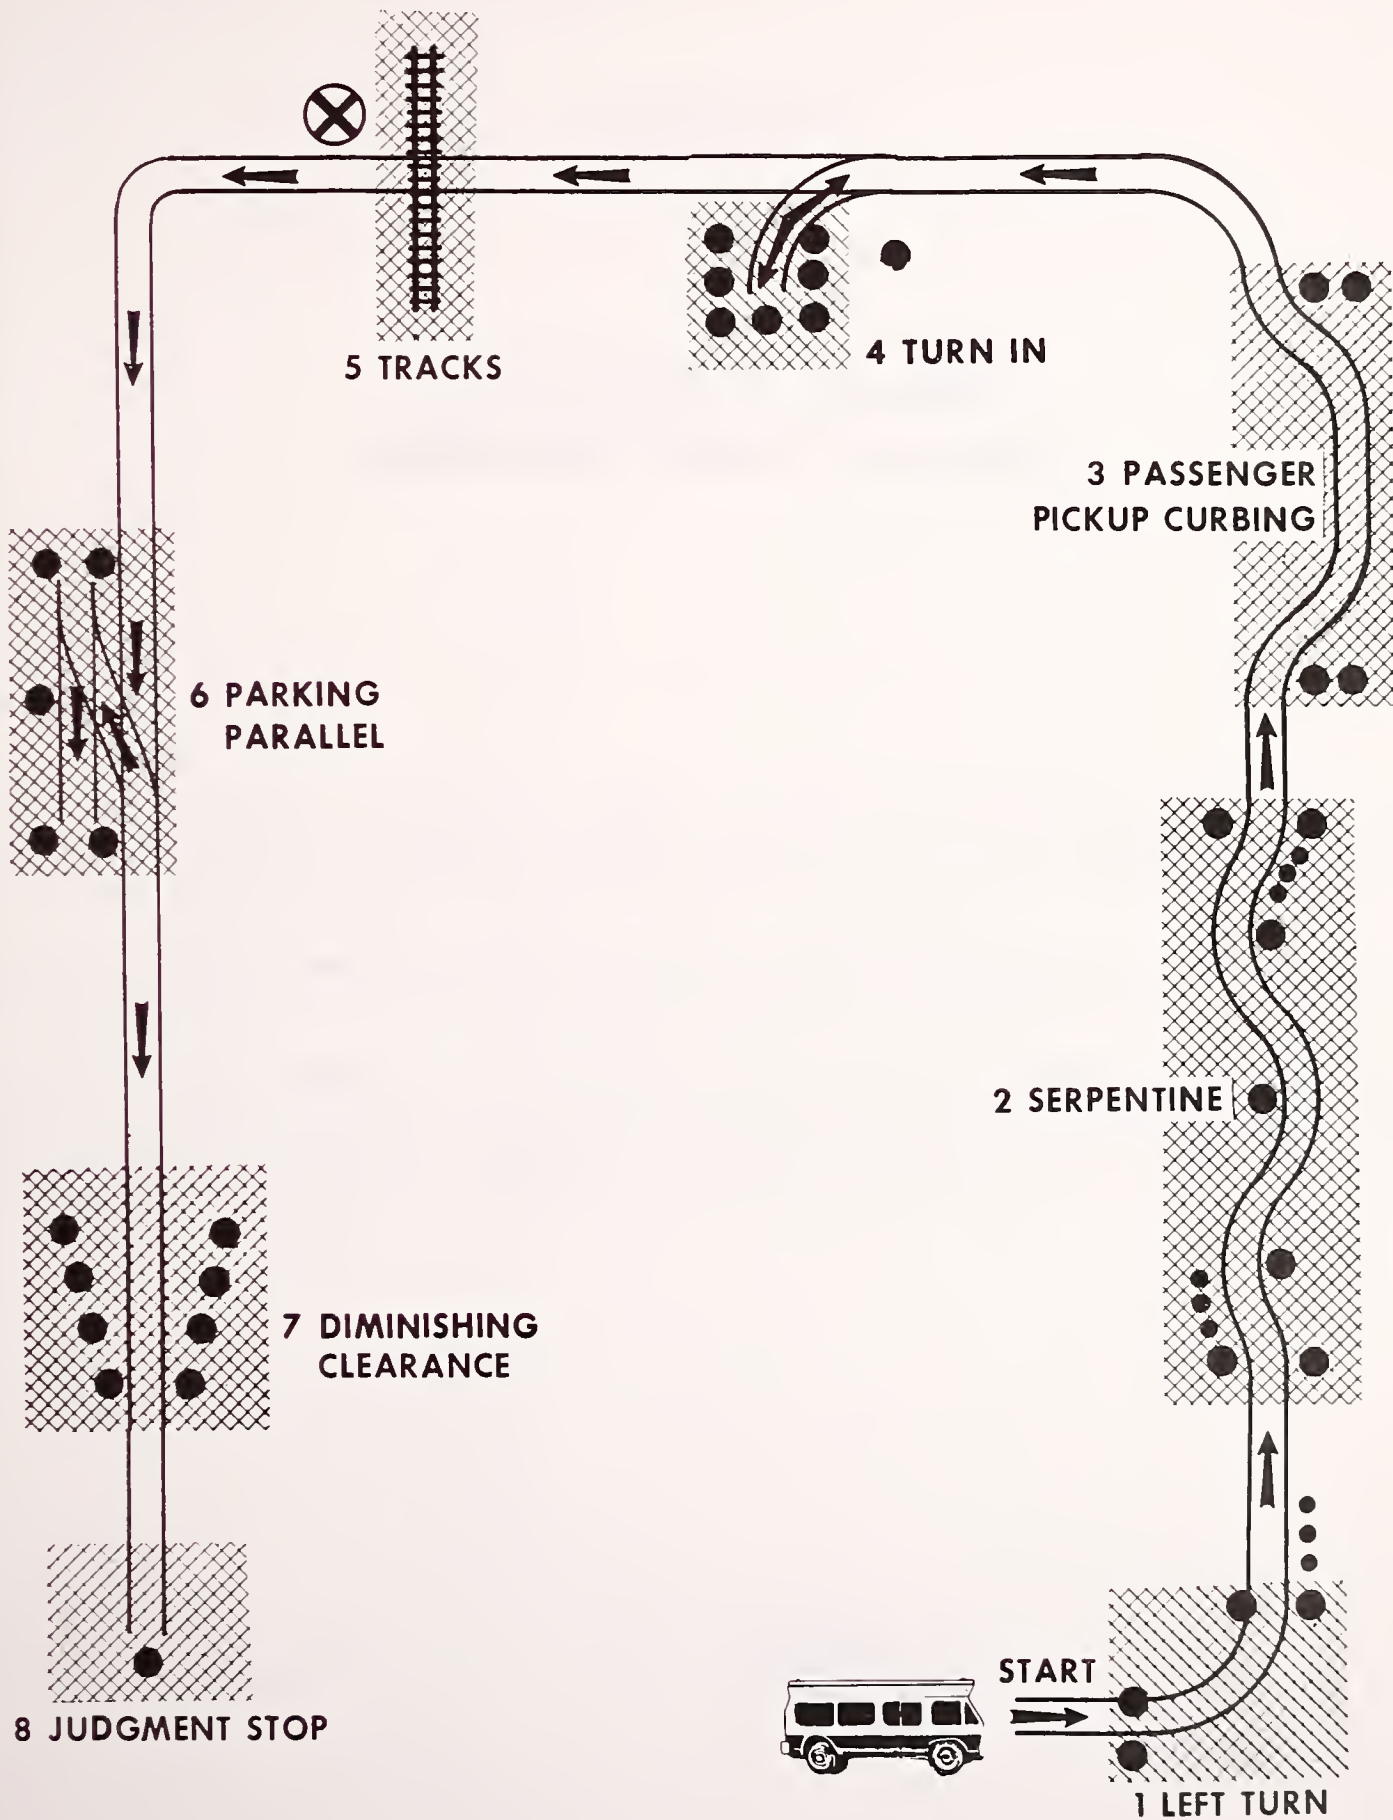 5 TRACKS
4 TURN IN
3 PASSENGER
PICKUP CURBING
6 PARKING
PARALLEL
2 SERPENTINE
7 DIMINISHING
CLEARANCE
START
8 JUDGMENT STOP
1 LEFT TURN